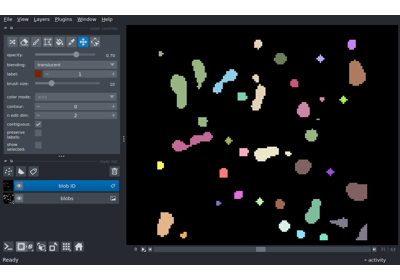 File View Layers Plugins Window Help
opacity: 0.70
blending: translucent
label: 1
brush size: 10
color mode:
contour: 0
n edit dim: 2
contiguous:
preserve labels:
show selected:
blob ID
blobs
Ready
activity